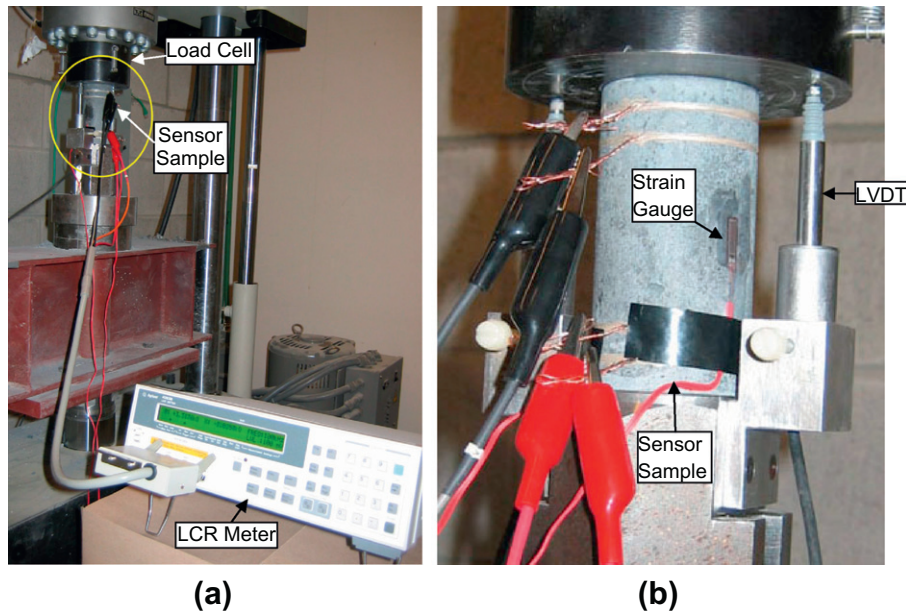 Load Cell
Sensor
Sample
LCR Meter
(a)
Strain
Gauge
LVDT
Sensor
Sample
(b)